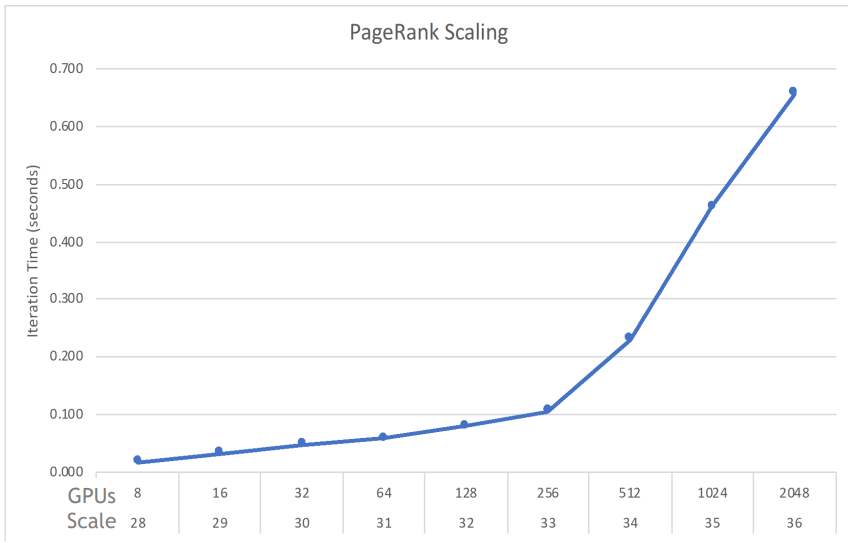 PageRank Scaling
0.700
0.600
0.500
0.400
0.300
0.200
0.100
0.000
Iteration Time (seconds)
GPUs 8 16 32 64 128 256 512 1024 2048
Scale 28 29 30 31 32 33 34 35 36